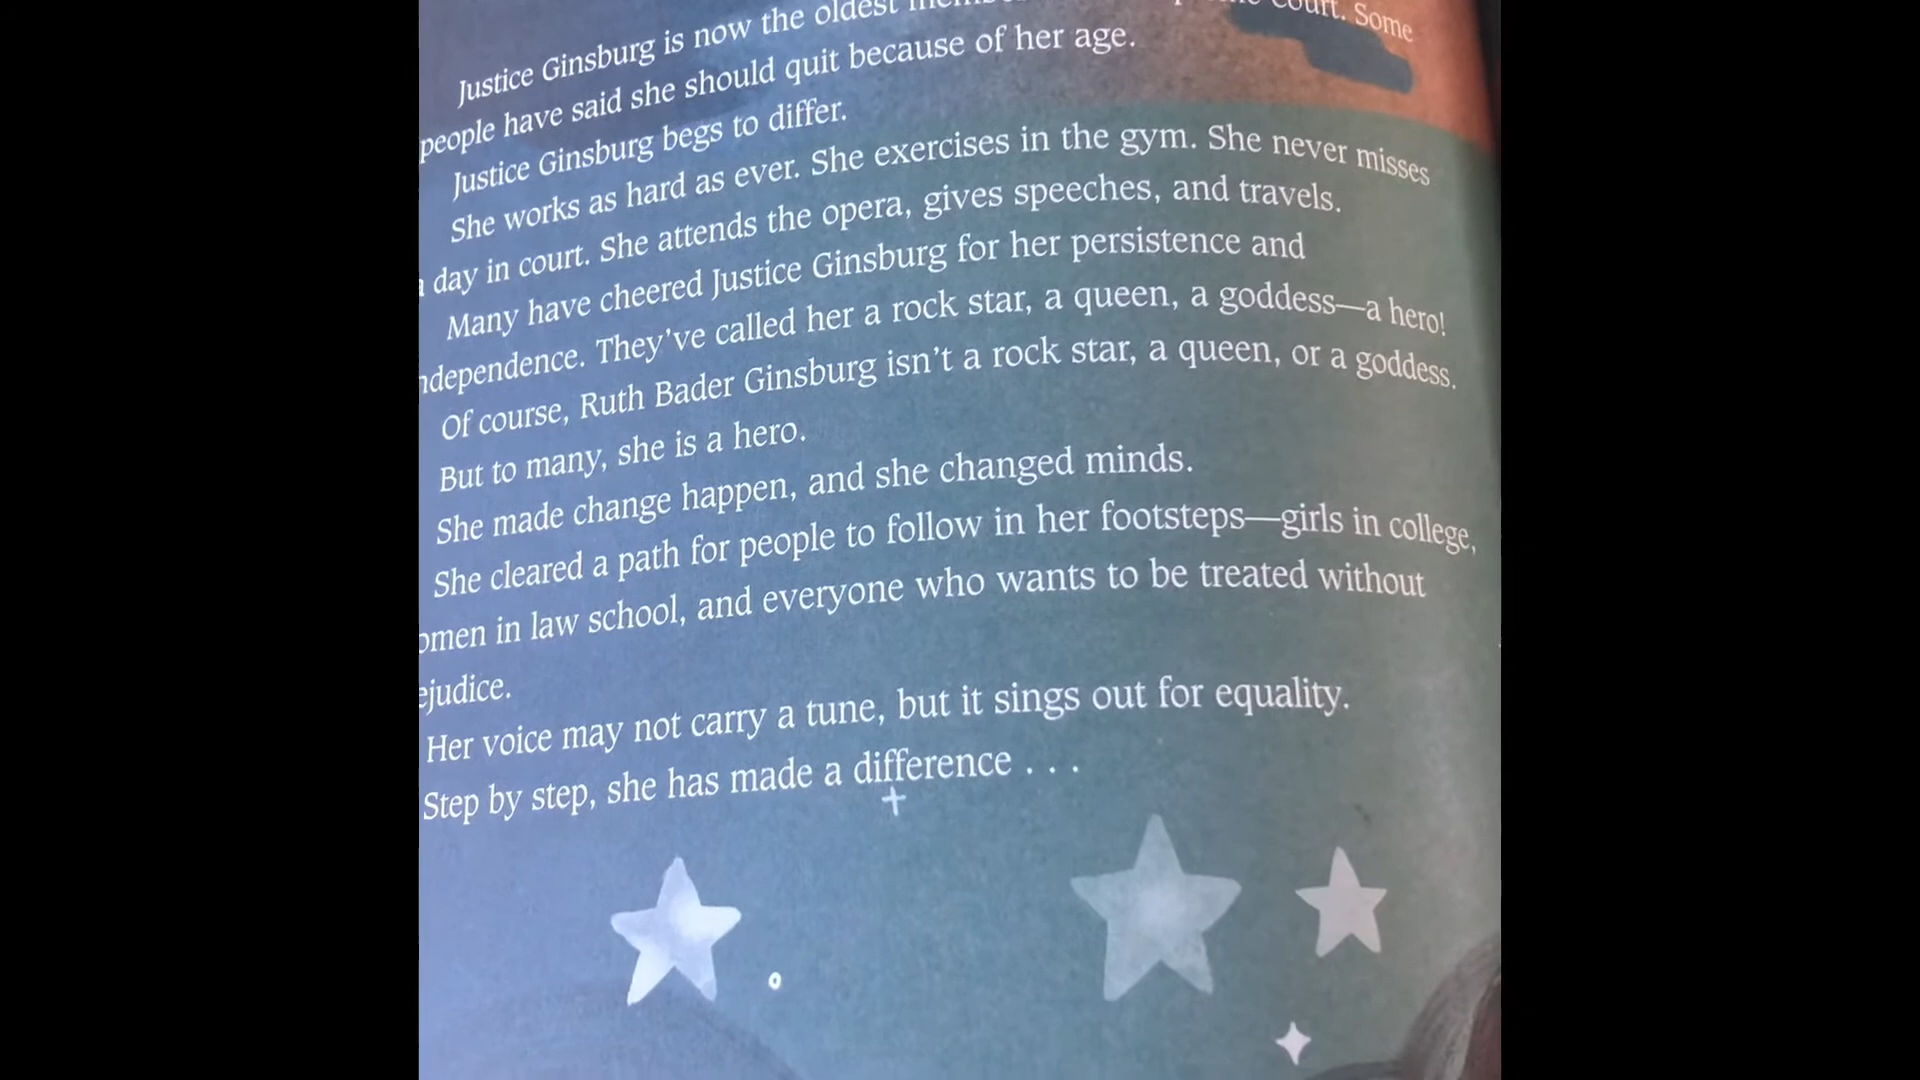 Justice Ginsburg is now the oldest Court. Some
people have said she should quit because of her age.
Justice Ginsburg begs to differ.
She works as hard as ever. She exercises in the gym. She never misses
a day in court. She attends the opera, gives speeches, and travels.
Many have cheered Justice Ginsburg for her persistence and
ndependence. They’ve called her a rock star, a queen, a goddess—a hero!
Of course, Ruth Bader Ginsburg isn’t a rock star, a queen, or a goddess.
But to many, she is a hero.
She made change happen, and she changed minds.
She cleared a path for people to follow in her footsteps—girls in college,
omen in law school, and everyone who wants to be treated without
ejudice.
Her voice may not carry a tune, but it sings out for equality.
Step by step, she has made a difference . . .